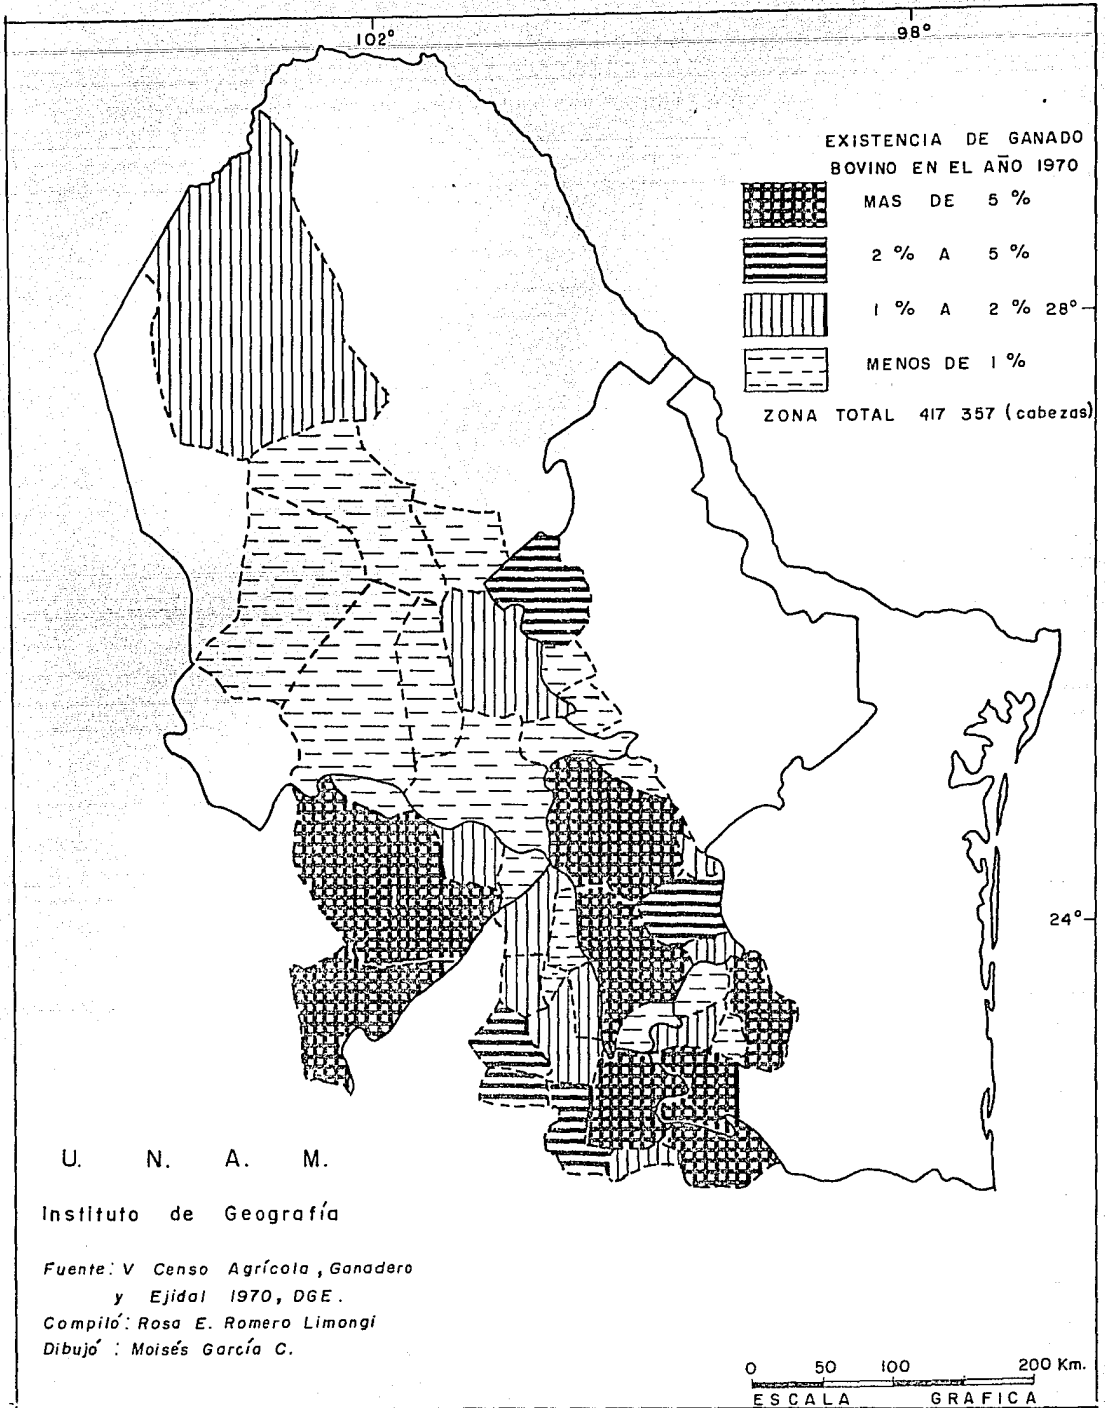 102°
98°
EXISTENCIA DE GANADO
BOVINO EN EL AÑO 1970
MAS DE 5 %
2 % A 5 %
1 % A 2 %
28°
MENOS DE 1 %
ZONA TOTAL 417 357 (cabezas)
24°
U. N. A. M.
Instituto de Geografía
Fuente: V Censo Agrícola, Ganadero
y Ejidal 1970, DGE.
Compiló: Rosa E. Romero Limongi
Dibujó : Moisés García C.
0 50 100 200 Km.
ESCALA GRAFICA